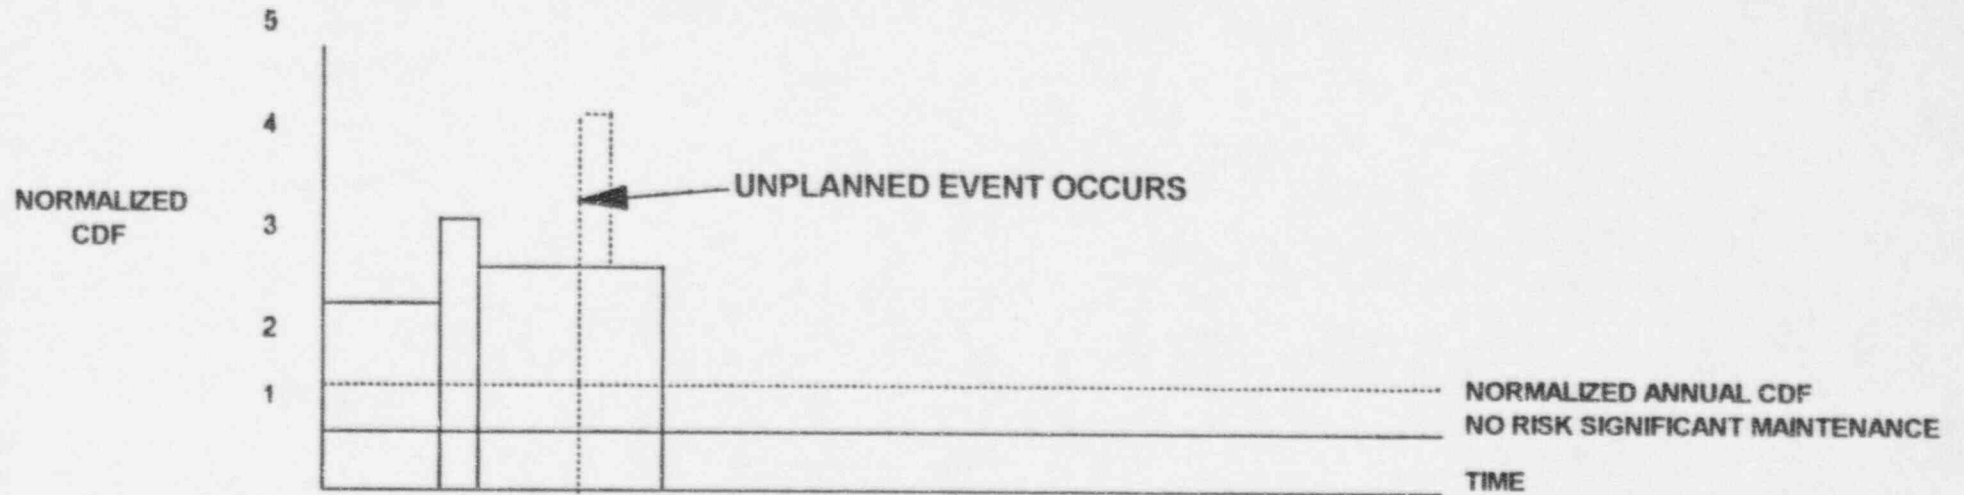 5
4
UNPLANNED EVENT OCCURS
NORMALIZED
CDF
3
2
1
NORMALIZED ANNUAL CDF
NO RISK SIGNIFICANT MAINTENANCE
TIME